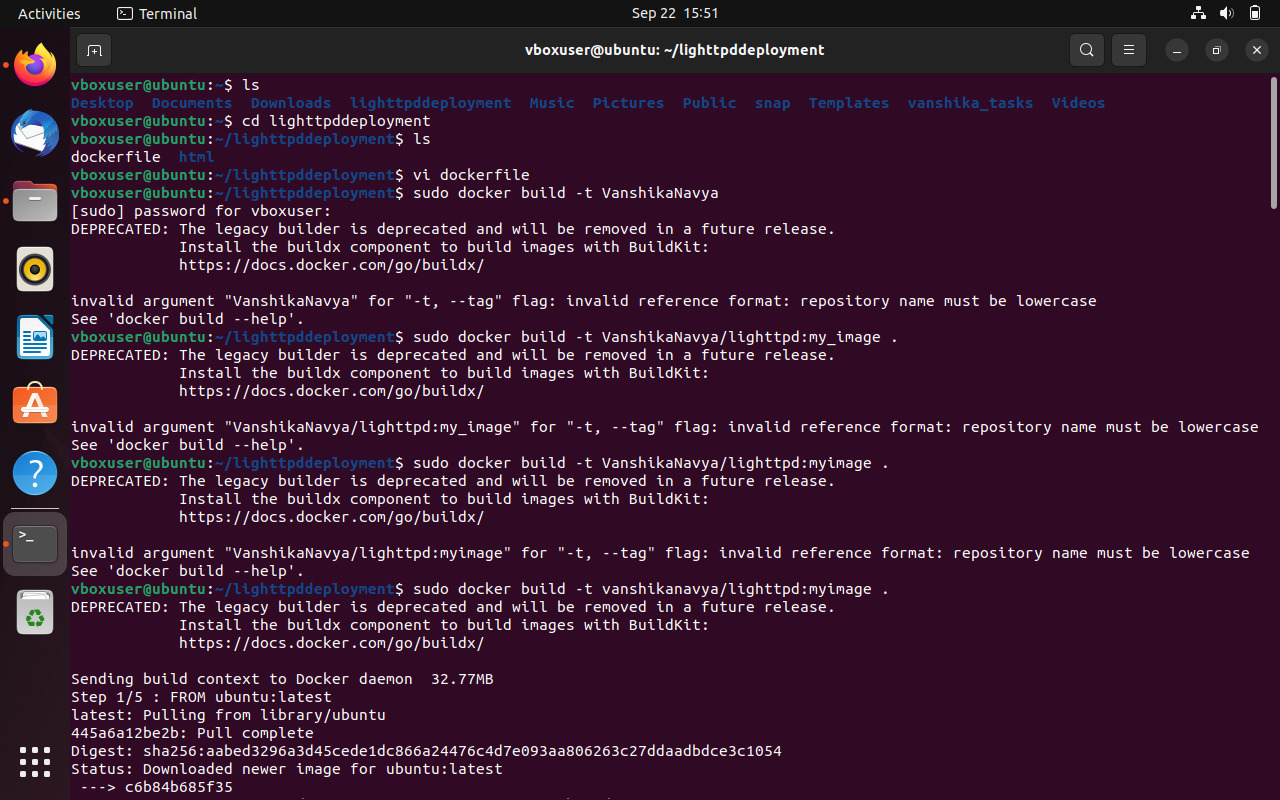 Activities
Terminal
Sep 22 15:51
vboxuser@ubuntu: ~/lighttpddeployment
vboxuser@ubuntu:~$ ls
Desktop  Documents  Downloads  lighttpddeployment  Music  Pictures  Public  snap  Templates  vanshika_tasks  Videos
vboxuser@ubuntu:~$ cd lighttpddeployment
vboxuser@ubuntu:~/lighttpddeployment$ ls
dockerfile  html
vboxuser@ubuntu:~/lighttpddeployment$ vi dockerfile
vboxuser@ubuntu:~/lighttpddeployment$ sudo docker build -t VanshikaNavya
[sudo] password for vboxuser:
DEPRECATED: The legacy builder is deprecated and will be removed in a future release.
            Install the buildx component to build images with BuildKit:
            https://docs.docker.com/go/buildx/

invalid argument "VanshikaNavya" for "-t, --tag" flag: invalid reference format: repository name must be lowercase
See 'docker build --help'.
vboxuser@ubuntu:~/lighttpddeployment$ sudo docker build -t VanshikaNavya/lighttpd:my_image .
DEPRECATED: The legacy builder is deprecated and will be removed in a future release.
            Install the buildx component to build images with BuildKit:
            https://docs.docker.com/go/buildx/

invalid argument "VanshikaNavya/lighttpd:my_image" for "-t, --tag" flag: invalid reference format: repository name must be lowercase
See 'docker build --help'.
vboxuser@ubuntu:~/lighttpddeployment$ sudo docker build -t VanshikaNavya/lighttpd:myimage .
DEPRECATED: The legacy builder is deprecated and will be removed in a future release.
            Install the buildx component to build images with BuildKit:
            https://docs.docker.com/go/buildx/

invalid argument "VanshikaNavya/lighttpd:myimage" for "-t, --tag" flag: invalid reference format: repository name must be lowercase
See 'docker build --help'.
vboxuser@ubuntu:~/lighttpddeployment$ sudo docker build -t vanshikanavya:myimage .
DEPRECATED: The legacy builder is deprecated and will be removed in a future release.
            Install the buildx component to build images with BuildKit:
            https://docs.docker.com/go/buildx/

Sending build context to Docker daemon  32.77MB
Step 1/5 : FROM ubuntu:latest
latest: Pulling from library/ubuntu
445a6a12be2b: Pull complete
Digest: sha256:aabed3296a3d45cede1dc866a24476c4d7e093aa806263c27ddaadbdce3c1054
Status: Downloaded newer image for ubuntu:latest
 ---> c6b84b685f35